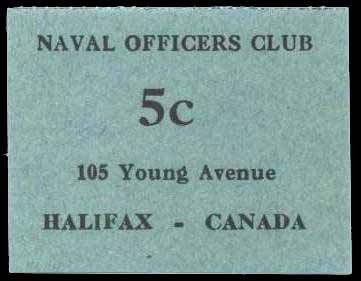 NAVAL OFFICERS CLUB
5c
105 Young Avenue
HALIFAX - CANADA